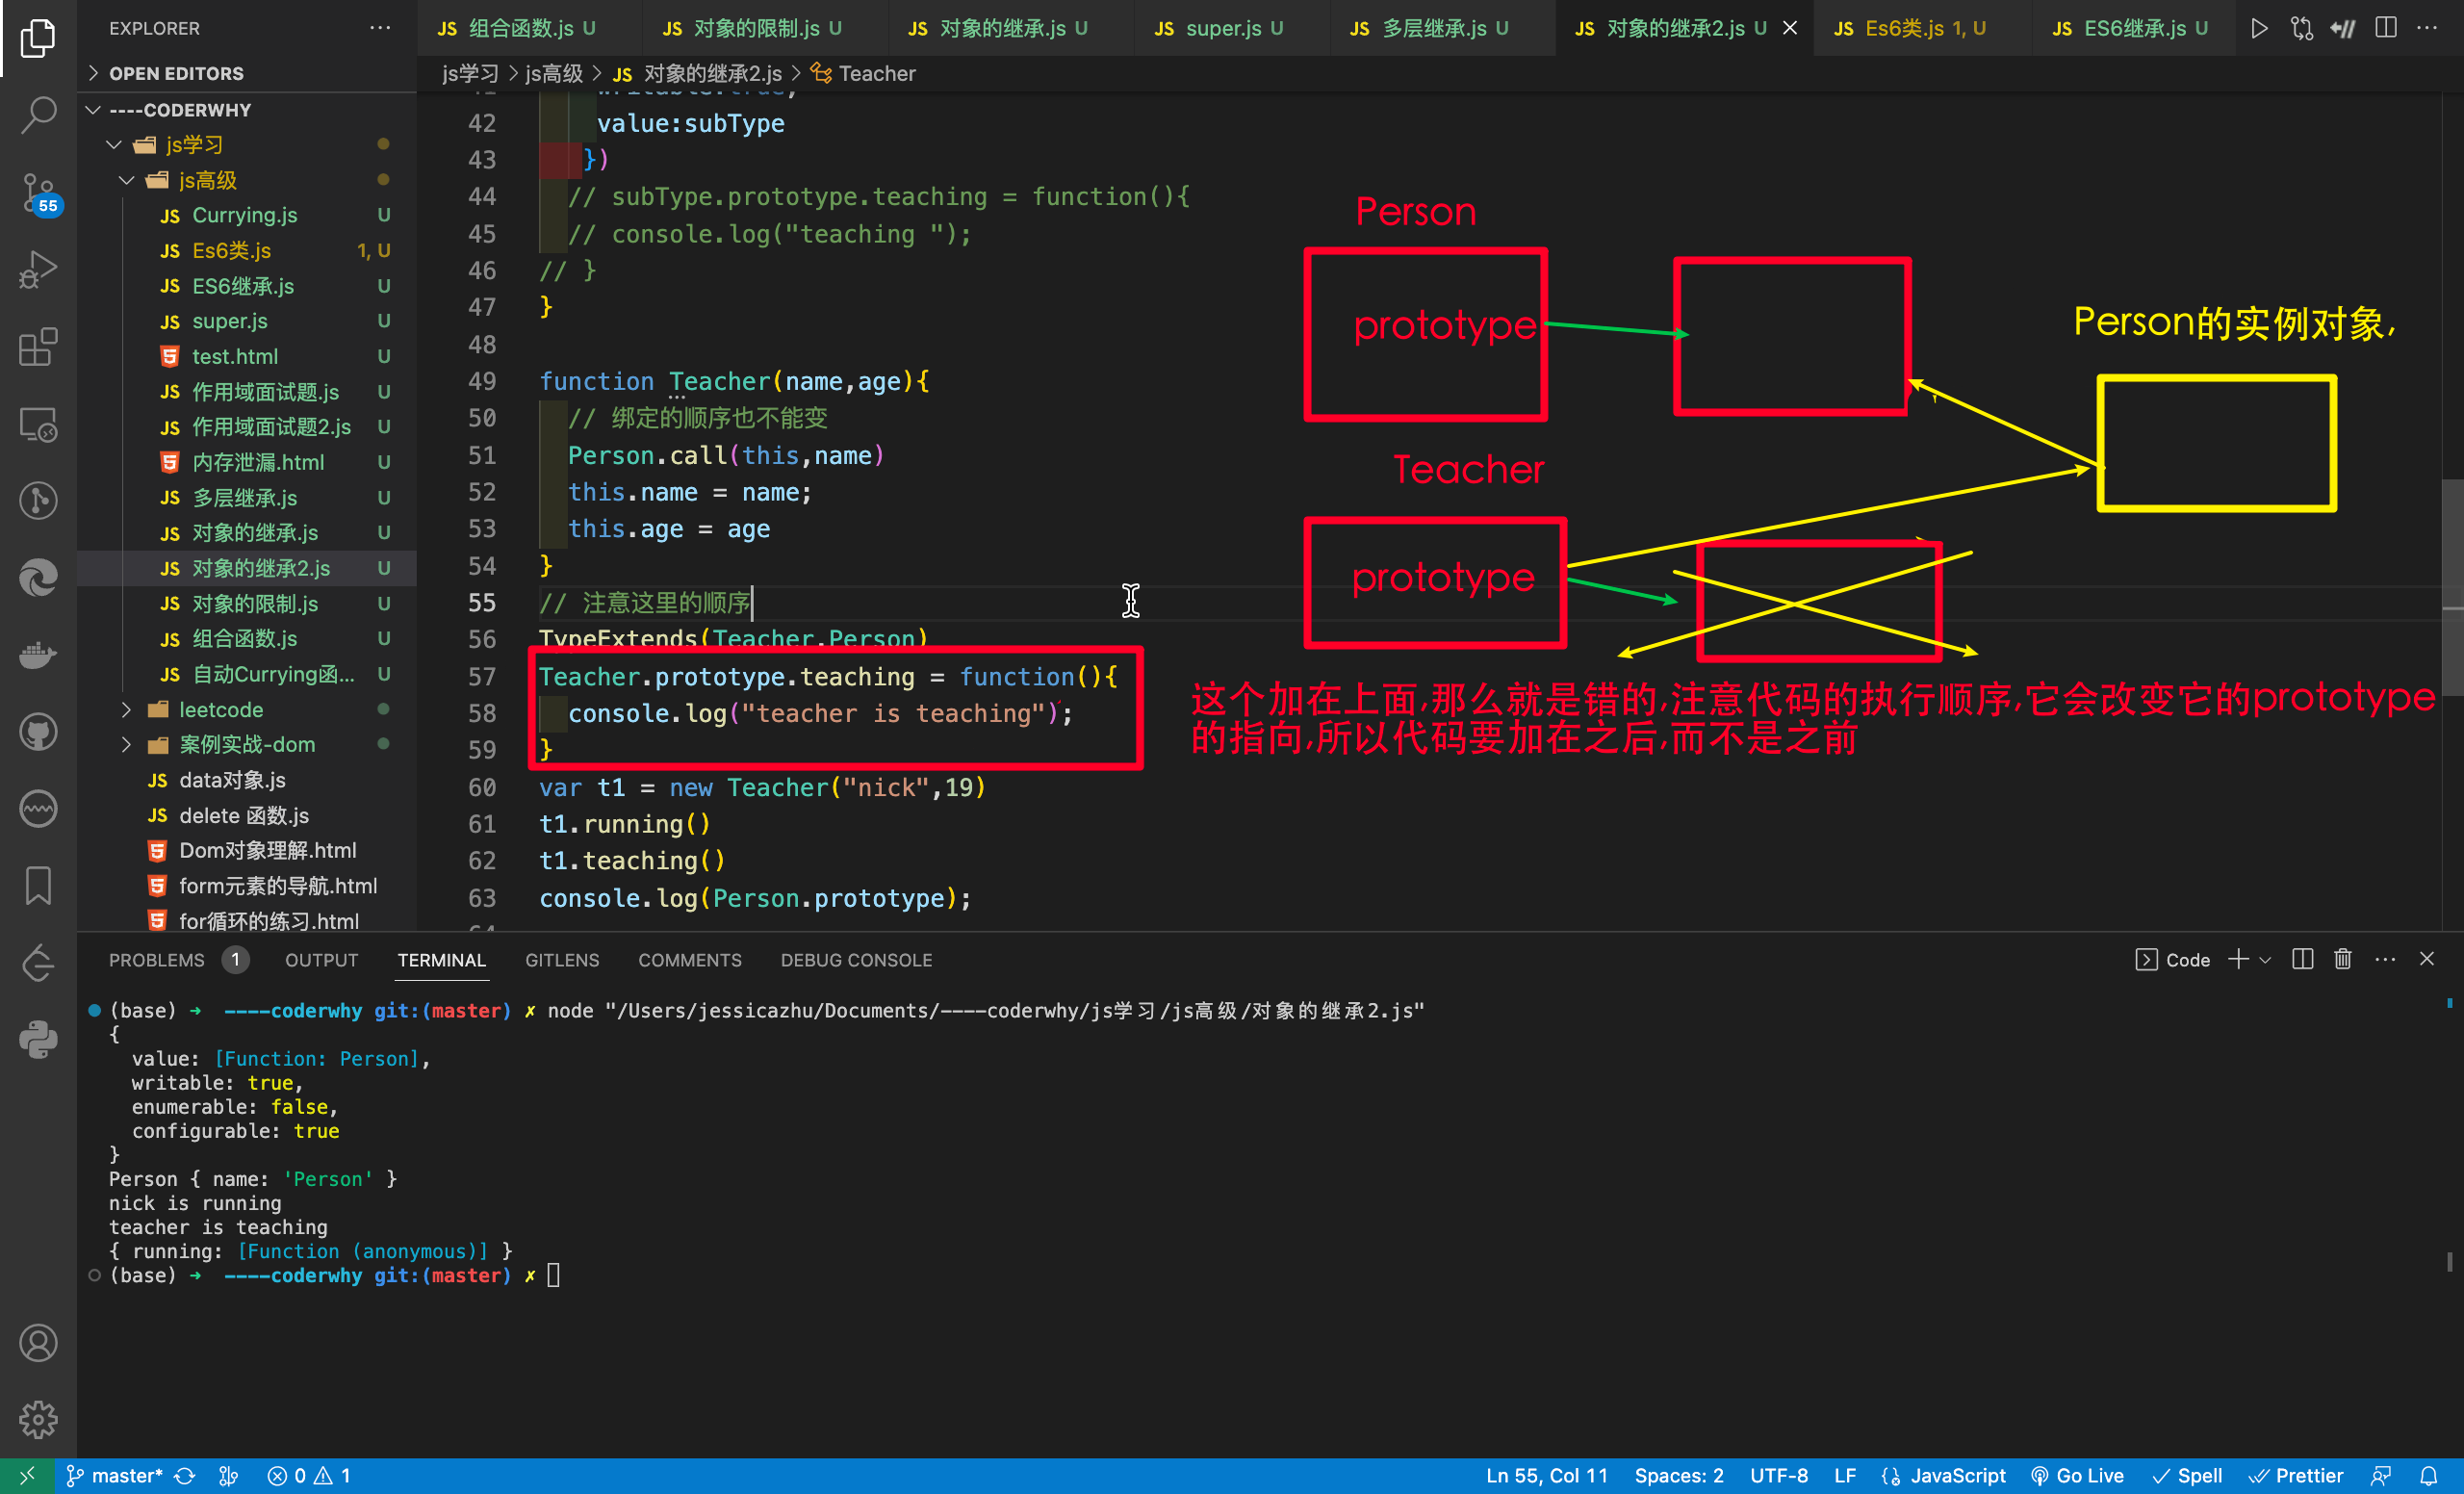 EXPLORER
组合函数.js U
对象的限制.js U
对象的继承.js U
super.js U
多层继承.js U
对象的继承2.js U
Es6类.js 1, U
ES6继承.js U
OPEN EDITORS
js学习 > js高级 > JS 对象的继承2.js > Teacher
----CODERWHY
js学习
js高级
Currying.js U
Es6类.js 1, U
ES6继承.js U
super.js U
test.html U
作用域面试题.js U
作用域面试题2.js U
内存泄漏.html U
多层继承.js U
对象的继承.js U
对象的继承2.js U
对象的限制.js U
组合函数.js U
自动Currying函... U
leetcode
案例实战-dom
data对象.js
delete 函数.js
Dom对象理解.html
form元素的导航.html
for循环的练习.html
55
42 value:subType
43 })
44 // subType.prototype.teaching = function(){
45 // console.log("teaching ");
46 // }
47 }
48
49 function Teacher(name,age){
50 // 绑定的顺序也不能变
51 Person.call(this,name)
52 this.name = name;
53 this.age = age
54 }
55 // 注意这里的顺序
56 TypeExtends(Teacher,Person)
57 Teacher.prototype.teaching = function(){
58 console.log("teacher is teaching");
59 }
60 var t1 = new Teacher("nick",19)
61 t1.running()
62 t1.teaching()
63 console.log(Person.prototype);
Person
prototype
Person的实例对象,
Teacher
prototype
这个加在上面,那么就是错的,注意代码的执行顺序,它会改变它的prototype
的指向,所以代码要加在之后,而不是之前
PROBLEMS 1 OUTPUT TERMINAL GITLENS COMMENTS DEBUG CONSOLE
Code
(base) ➜ ----coderwhy git:(master) ✗ node "/Users/jessicazhu/Documents/----coderwhy/js学习/js高级/对象的继承2.js"
{
value: [Function: Person],
writable: true,
enumerable: false,
configurable: true
}
Person { name: 'Person' }
nick is running
teacher is teaching
{ running: [Function (anonymous)] }
(base) ➜ ----coderwhy git:(master) ✗
master* 0 1 Ln 55, Col 11 Spaces: 2 UTF-8 LF JavaScript Go Live Spell Prettier